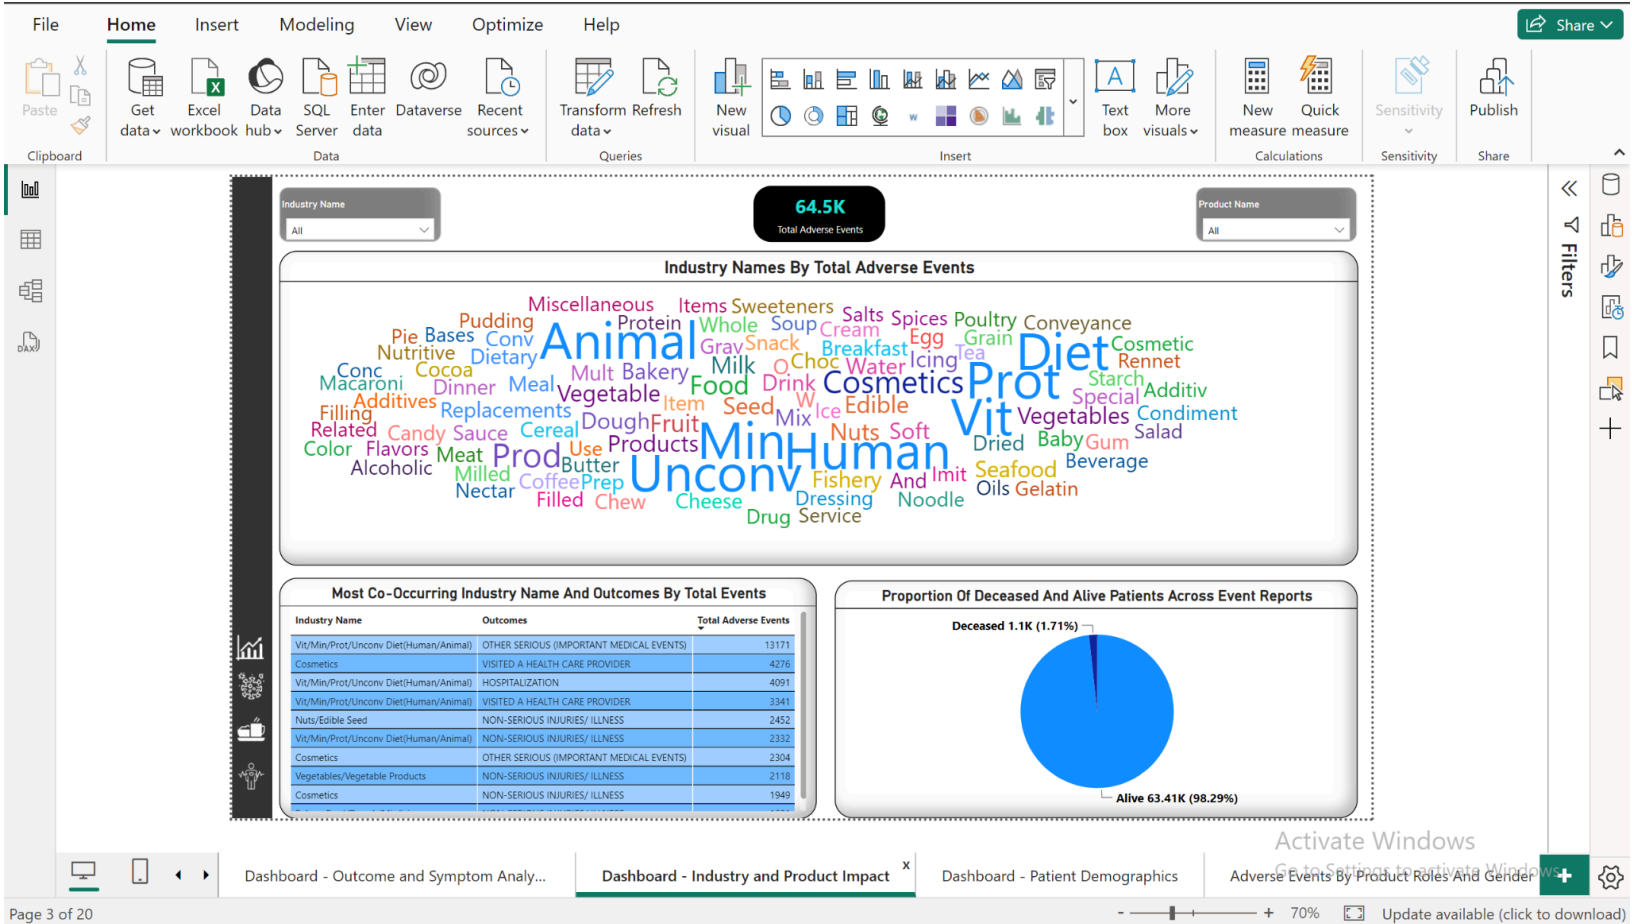 File Home Insert Modeling View Optimize Help Share
Paste Get data Excel workbook Data hub SQL Server Enter data Dataverse Recent sources Transform data Refresh New visual Text box More visuals New measure Quick measure Sensitivity Publish
Clipboard Data Queries Insert Calculations Sensitivity Share
Industry Name
All
64.5K
Total Adverse Events
Product Name
All
Filters
Industry Names By Total Adverse Events
Miscellaneous Items Sweeteners Salts Spices Poultry Conveyance
Pudding Protein Whole Soup Cream Egg Grain Cosmetic
Pie Bases Conv Animal Grav Snack Breakfast Icing Tea Diet Rennet
Nutritive Dietary Milk O Choc Water Prot Starch
Conc Cocoa Mult Bakery Food Drink Cosmetics Special Additiv
Macaroni Dinner Meal Vegetable Item Seed W Ice Edible Vit Vegetables Condiment
Additives Replacements Dough Fruit Mix Nuts Soft Dried Baby Gum Salad
Filling Related Candy Sauce Cereal Products Min Human
Color Flavors Meat Prod Use Butter Unconv Fishery And Imit Seafood Beverage
Alcoholic Milled Coffee Prep Oils Gelatin
Nectar Filled Chew Cheese Dressing Noodle
Drug Service
Most Co-Occurring Industry Name And Outcomes By Total Events
Industry Name Outcomes Total Adverse Events
Vit/Min/Prot/Unconv Diet(Human/Animal) OTHER SERIOUS (IMPORTANT MEDICAL EVENTS) 13171
Cosmetics VISITED A HEALTH CARE PROVIDER 4276
Vit/Min/Prot/Unconv Diet(Human/Animal) HOSPITALIZATION 4091
Vit/Min/Prot/Unconv Diet(Human/Animal) VISITED A HEALTH CARE PROVIDER 3341
Nuts/Edible Seed NON-SERIOUS INJURIES/ ILLNESS 2452
Vit/Min/Prot/Unconv Diet(Human/Animal) NON-SERIOUS INJURIES/ ILLNESS 2332
Cosmetics OTHER SERIOUS (IMPORTANT MEDICAL EVENTS) 2304
Vegetables/Vegetable Products NON-SERIOUS INJURIES/ ILLNESS 2118
Cosmetics NON-SERIOUS INJURIES/ ILLNESS 1949
Proportion Of Deceased And Alive Patients Across Event Reports
Deceased 1.1K (1.71%)
Alive 63.41K (98.29%)
Activate Windows
Go to Settings to activate Windows.
Dashboard - Outcome and Symptom Analy... Dashboard - Industry and Product Impact x Dashboard - Patient Demographics Adverse Events By Product Roles And Gender +
Page 3 of 20 - + 70% Update available (click to download)